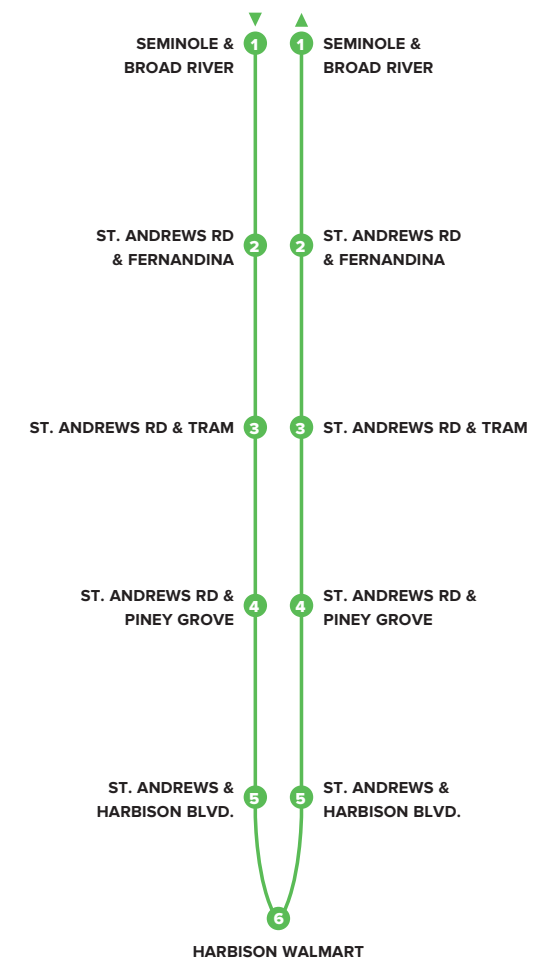 1
SEMINOLE &
BROAD RIVER
1
SEMINOLE &
BROAD RIVER
2
ST. ANDREWS RD
& FERNANDINA
2
ST. ANDREWS RD
& FERNANDINA
ST. ANDREWS RD & TRAM
3
3
ST. ANDREWS RD & TRAM
ST. ANDREWS RD &
PINEY GROVE
4
4
ST. ANDREWS RD &
PINEY GROVE
ST. ANDREWS &
HARBISON BLVD.
5
5
ST. ANDREWS &
HARBISON BLVD.
6
HARBISON WALMART